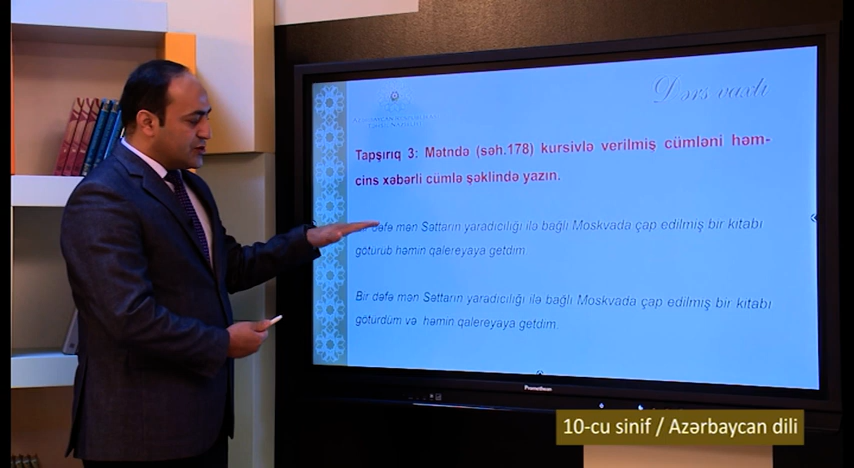 Dərs vaxtı
Tapşırıq 3: Mətndə (səh.178) kursivlə verilmiş cümləni həm-
cins xəbərli cümlə şəklində yazın.
dəfə mən Səttarın yaradıcılığı ilə bağlı Moskvada çap edilmiş bir kitabı
götürüb həmin qalereyaya getdim.
Bir dəfə mən Səttarın yaradıcılığı ilə bağlı Moskvada çap edilmiş bir kitabı
götürdüm və həmin qalereyaya getdim.
Promethean
10-cu sinif / Azərbaycan dili